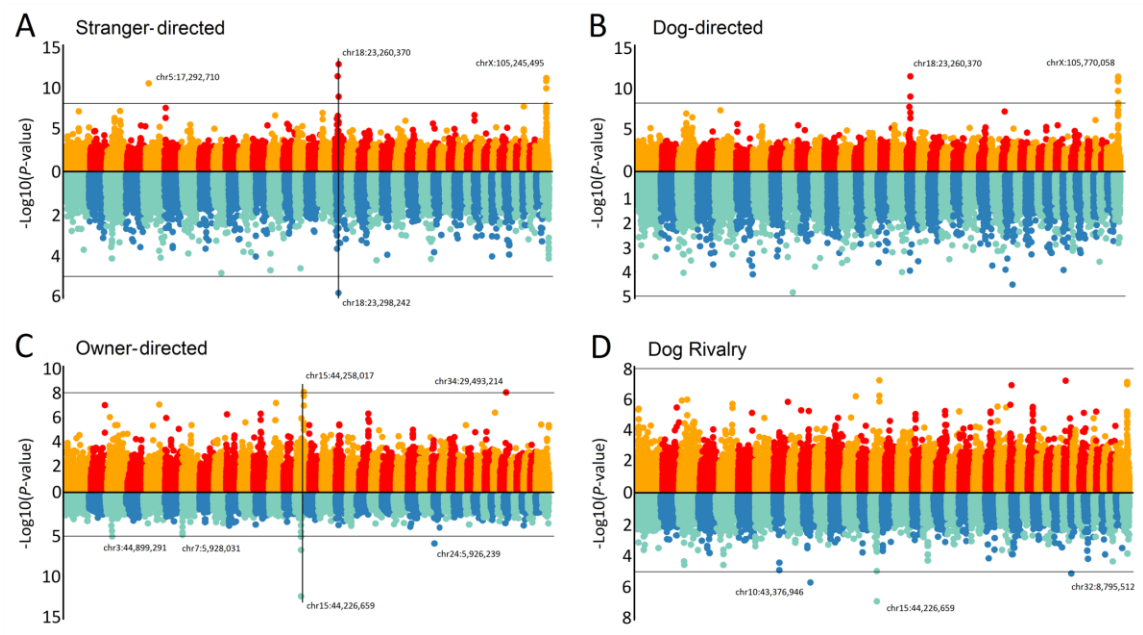 A Stranger-directed
-Log10(P-value)
15
10
5
0
2
4
6
chr5:17,292,710
chr18:23,260,370
chrX:105,245,495
chr18:23,298,242
B Dog-directed
-Log10(P-value)
15
10
5
0
1
2
3
4
5
chr18:23,260,370
chrX:105,770,058
C Owner-directed
-Log10(P-value)
10
8
6
4
2
0
5
10
15
chr15:44,258,017
chr34:29,493,214
chr3:44,899,291
chr7:5,928,031
chr24:5,926,239
chr15:44,226,659
D Dog Rivalry
-Log10(P-value)
8
6
4
2
0
2
4
6
8
chr10:43,376,946
chr15:44,226,659
chr32:8,795,512